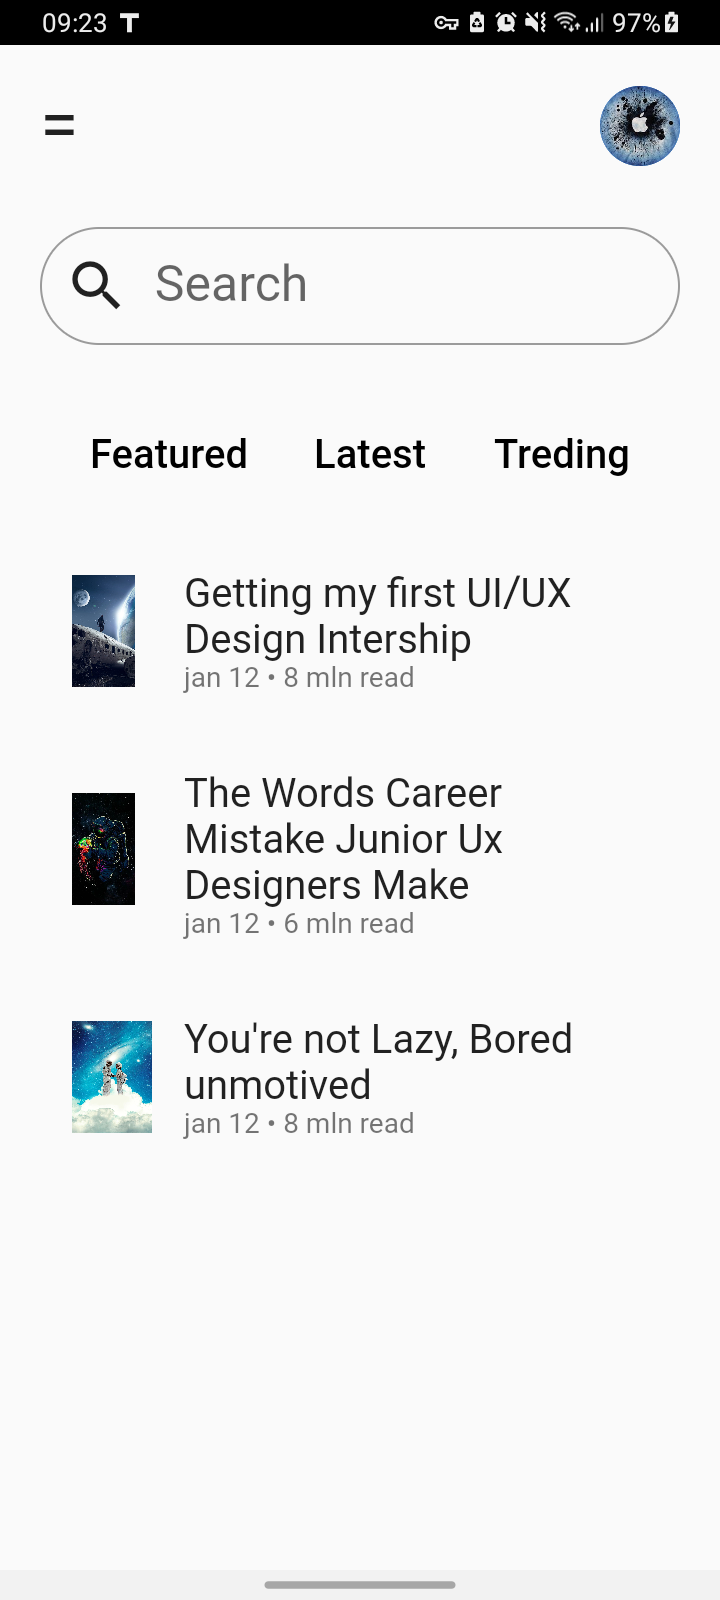 09:23 T 97%
Search
Featured Latest Treding
Getting my first UI/UX
Design Intership
jan 12 • 8 mln read
The Words Career
Mistake Junior Ux
Designers Make
jan 12 • 6 mln read
You're not Lazy, Bored
unmotived
jan 12 • 8 mln read